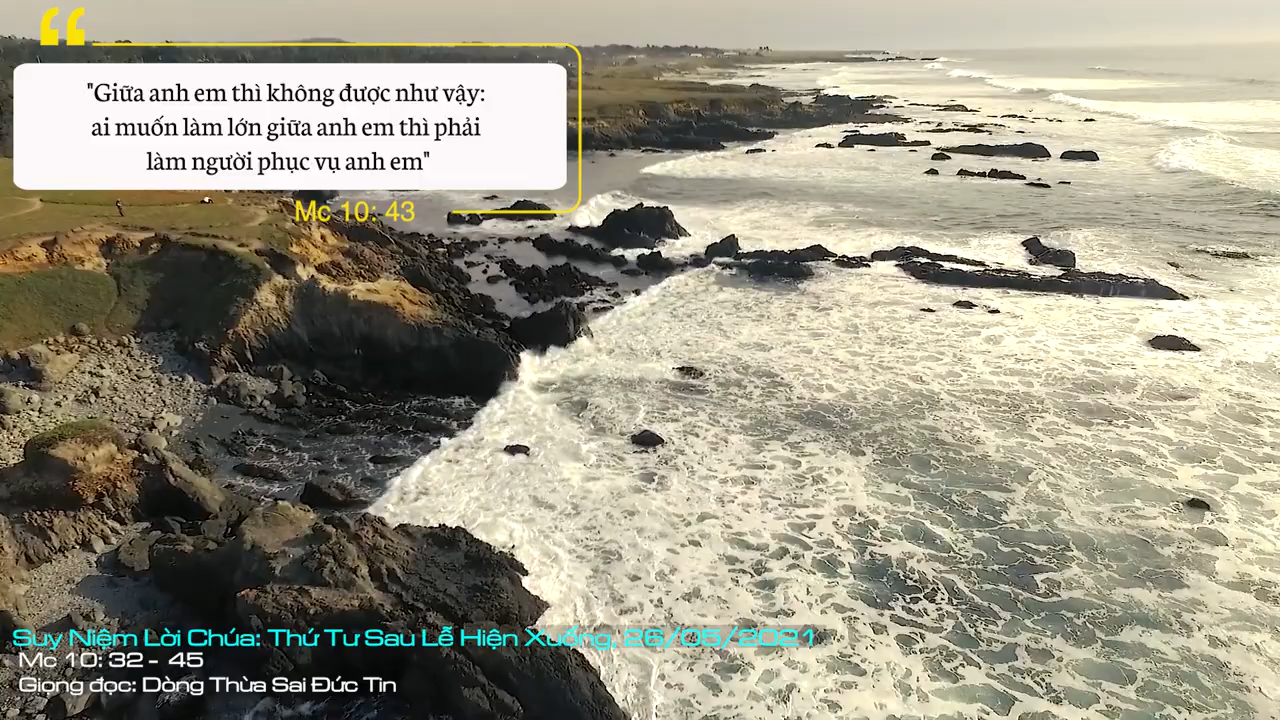 "Giữa anh em thì không được như vậy:
ai muốn làm lớn giữa anh em thì phải
làm người phục vụ anh em"
Mc 10: 43
Suy Niệm Lời Chúa: Thứ Tư Sau Lễ Hiện Xuống, 26/05/2021
Mc 10: 32 - 45
Giọng đọc: Dòng Thừa Sai Đức Tin